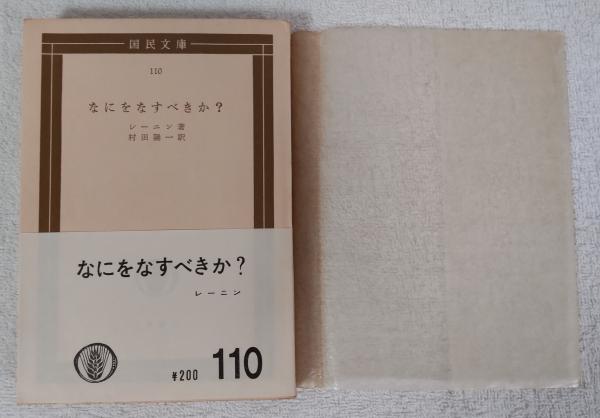 国民文庫
110
なにをなすべきか?
レーニン著
村田陽一訳
なにをなすべきか?
レーニン
¥200 110